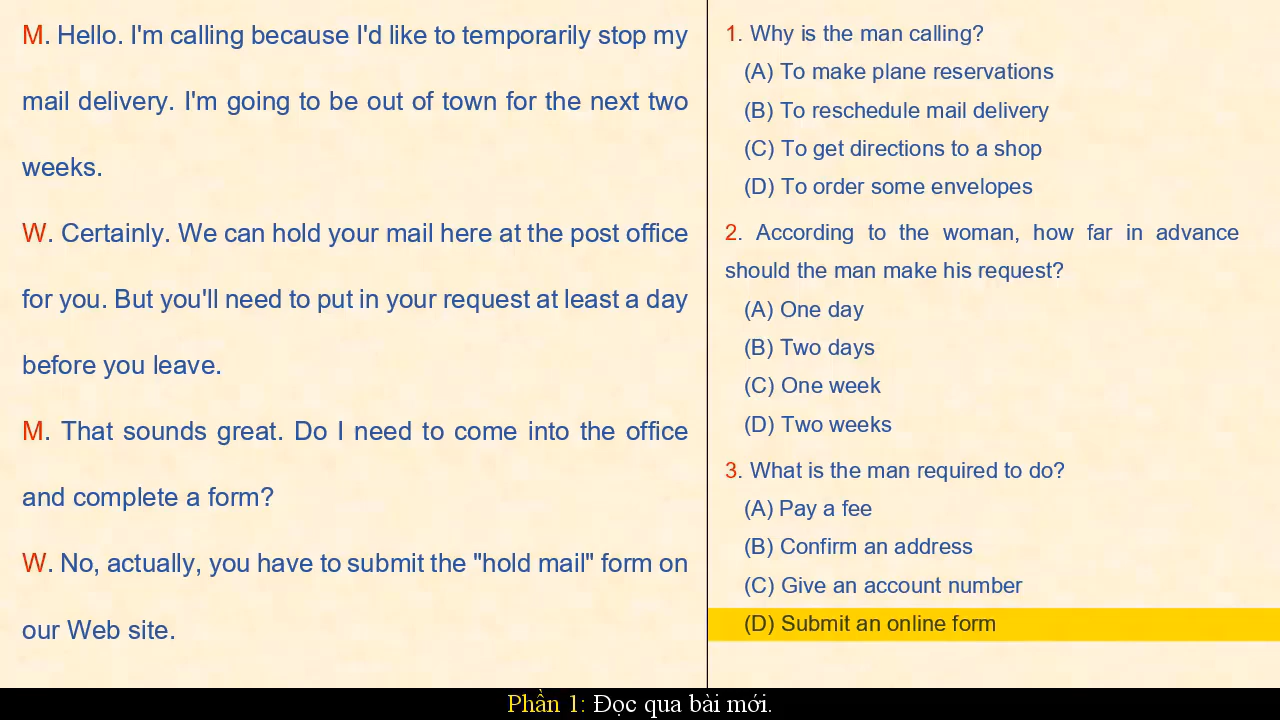 M. Hello. I'm calling because I'd like to temporarily stop my
mail delivery. I'm going to be out of town for the next two
weeks.
W. Certainly. We can hold your mail here at the post office
for you. But you'll need to put in your request at least a day
before you leave.
M. That sounds great. Do I need to come into the office
and complete a form?
W. No, actually, you have to submit the "hold mail" form on
our Web site.
1. Why is the man calling?
(A) To make plane reservations
(B) To reschedule mail delivery
(C) To get directions to a shop
(D) To order some envelopes
2. According to the woman, how far in advance
should the man make his request?
(A) One day
(B) Two days
(C) One week
(D) Two weeks
3. What is the man required to do?
(A) Pay a fee
(B) Confirm an address
(C) Give an account number
(D) Submit an online form
Phần 1: Đọc qua bài mới.